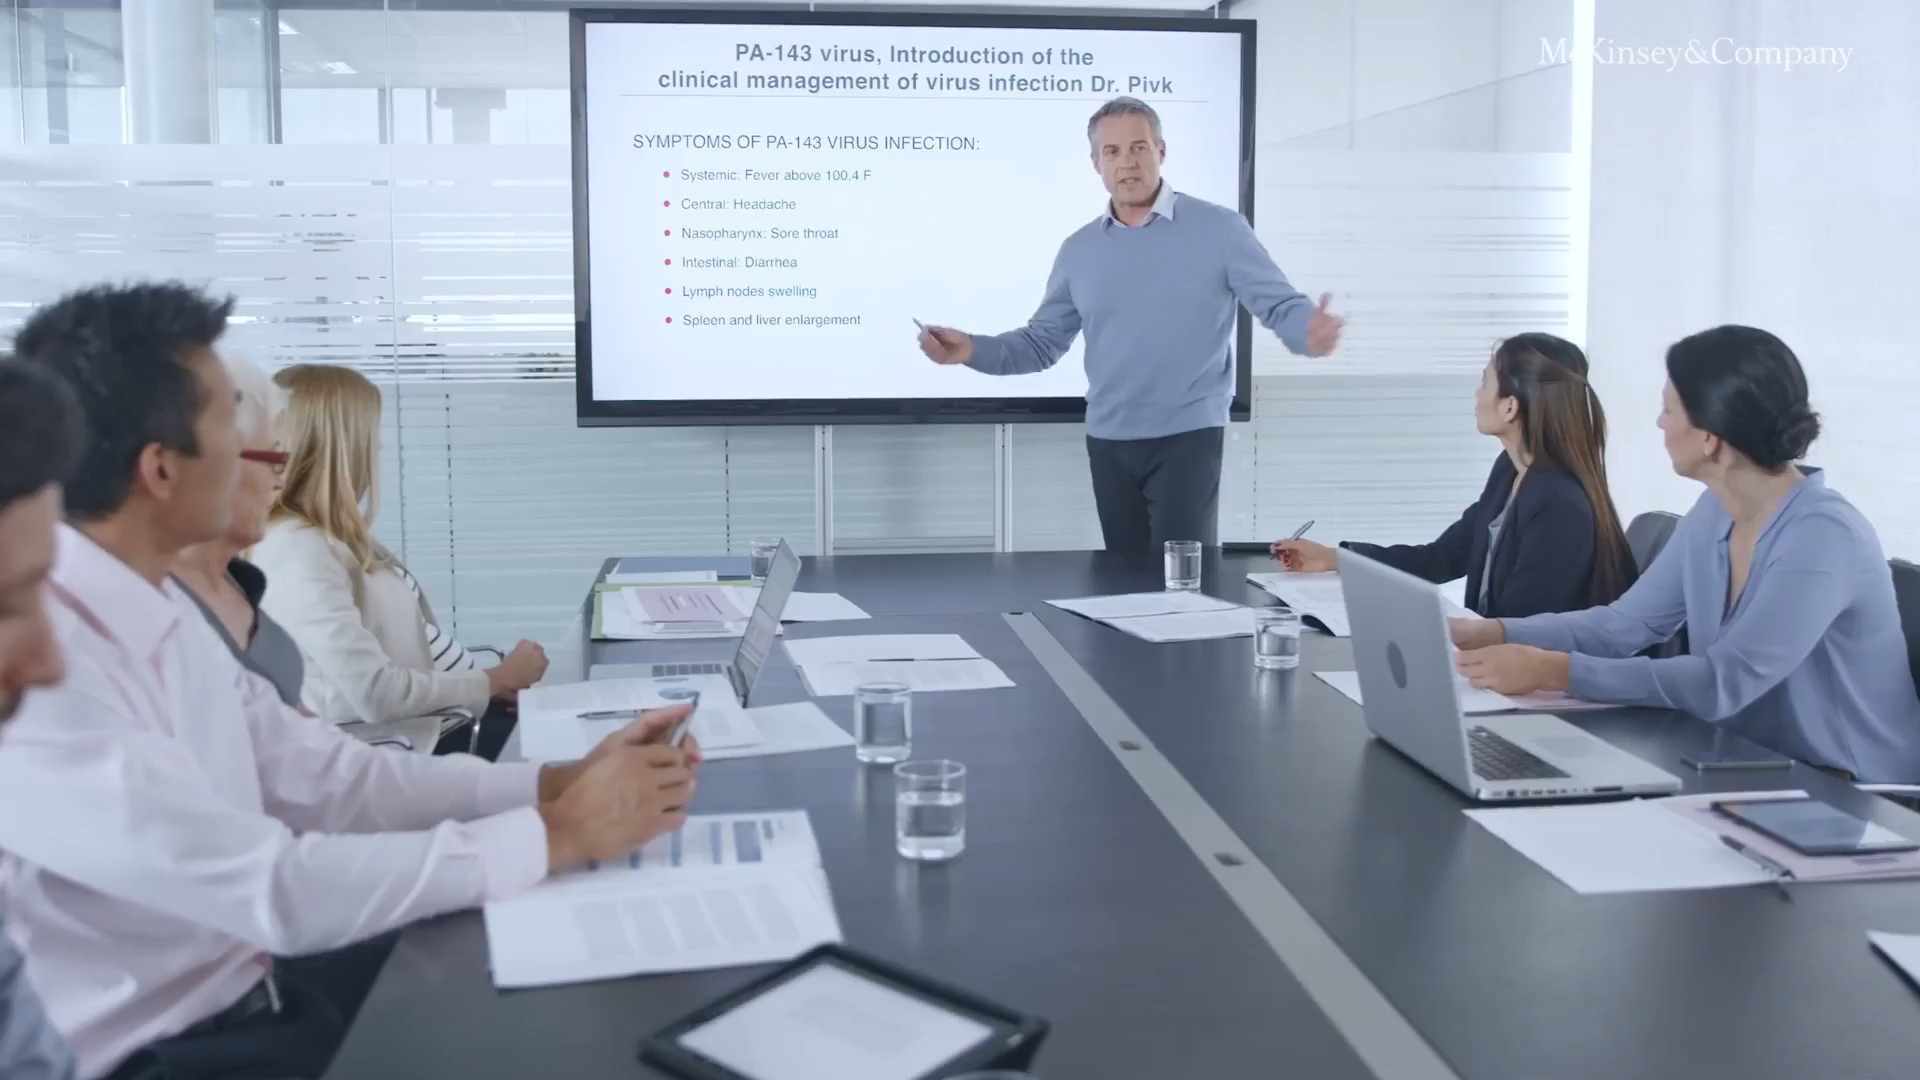 McKinsey&Company
PA-143 virus, Introduction of the
clinical management of virus infection Dr. Pivk
SYMPTOMS OF PA-143 VIRUS INFECTION:
Systemic: Fever above 100,4 F
Central: Headache
Nasopharynx: Sore throat
Intestinal: Diarrhea
Lymph nodes swelling
Spleen and liver enlargement